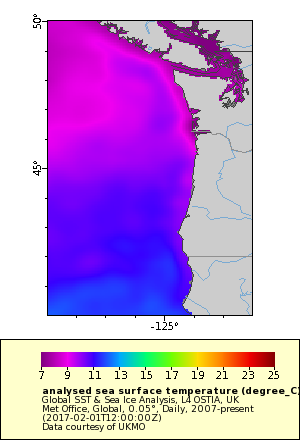 50°
45°
-125°
7 9 11 13 15 17 19 21 23 25
analysed sea surface temperature (degree_C)
Global SST & Sea Ice Analysis, L4 OSTIA, UK
Met Office, Global, 0.05°, Daily, 2007-present
(2017-02-01T12:00:00Z)
Data courtesy of UKMO